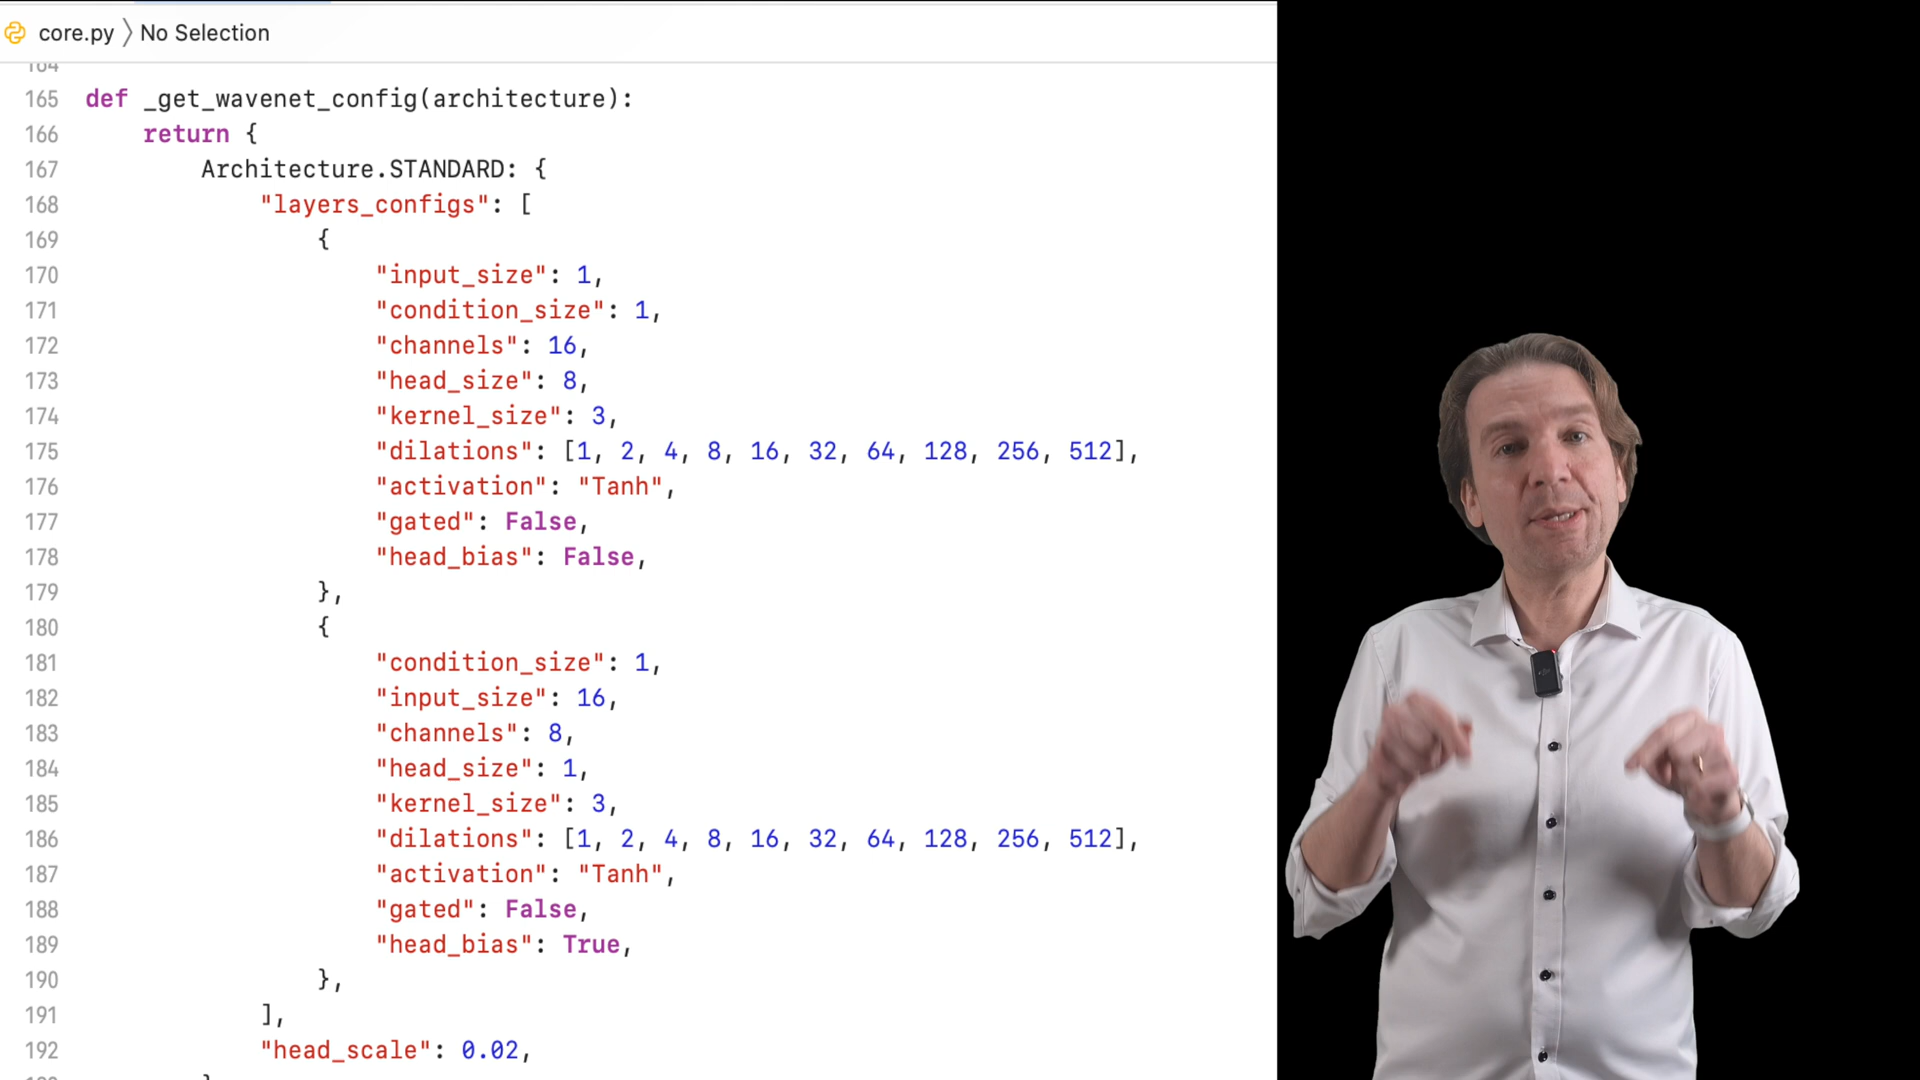 core.py 〉No Selection
164
165 def _get_wavenet_config(architecture):
166     return {
167         Architecture.STANDARD: {
168             "layers_configs": [
169                 {
170                     "input_size": 1,
171                     "condition_size": 1,
172                     "channels": 16,
173                     "head_size": 8,
174                     "kernel_size": 3,
175                     "dilations": [1, 2, 4, 8, 16, 32, 64, 128, 256, 512],
176                     "activation": "Tanh",
177                     "gated": False,
178                     "head_bias": False,
179                 },
180                 {
181                     "condition_size": 1,
182                     "input_size": 16,
183                     "channels": 8,
184                     "head_size": 1,
185                     "kernel_size": 3,
186                     "dilations": [1, 2, 4, 8, 16, 32, 64, 128, 256, 512],
187                     "activation": "Tanh",
188                     "gated": False,
189                     "head_bias": True,
190                 },
191             ],
192             "head_scale": 0.02,